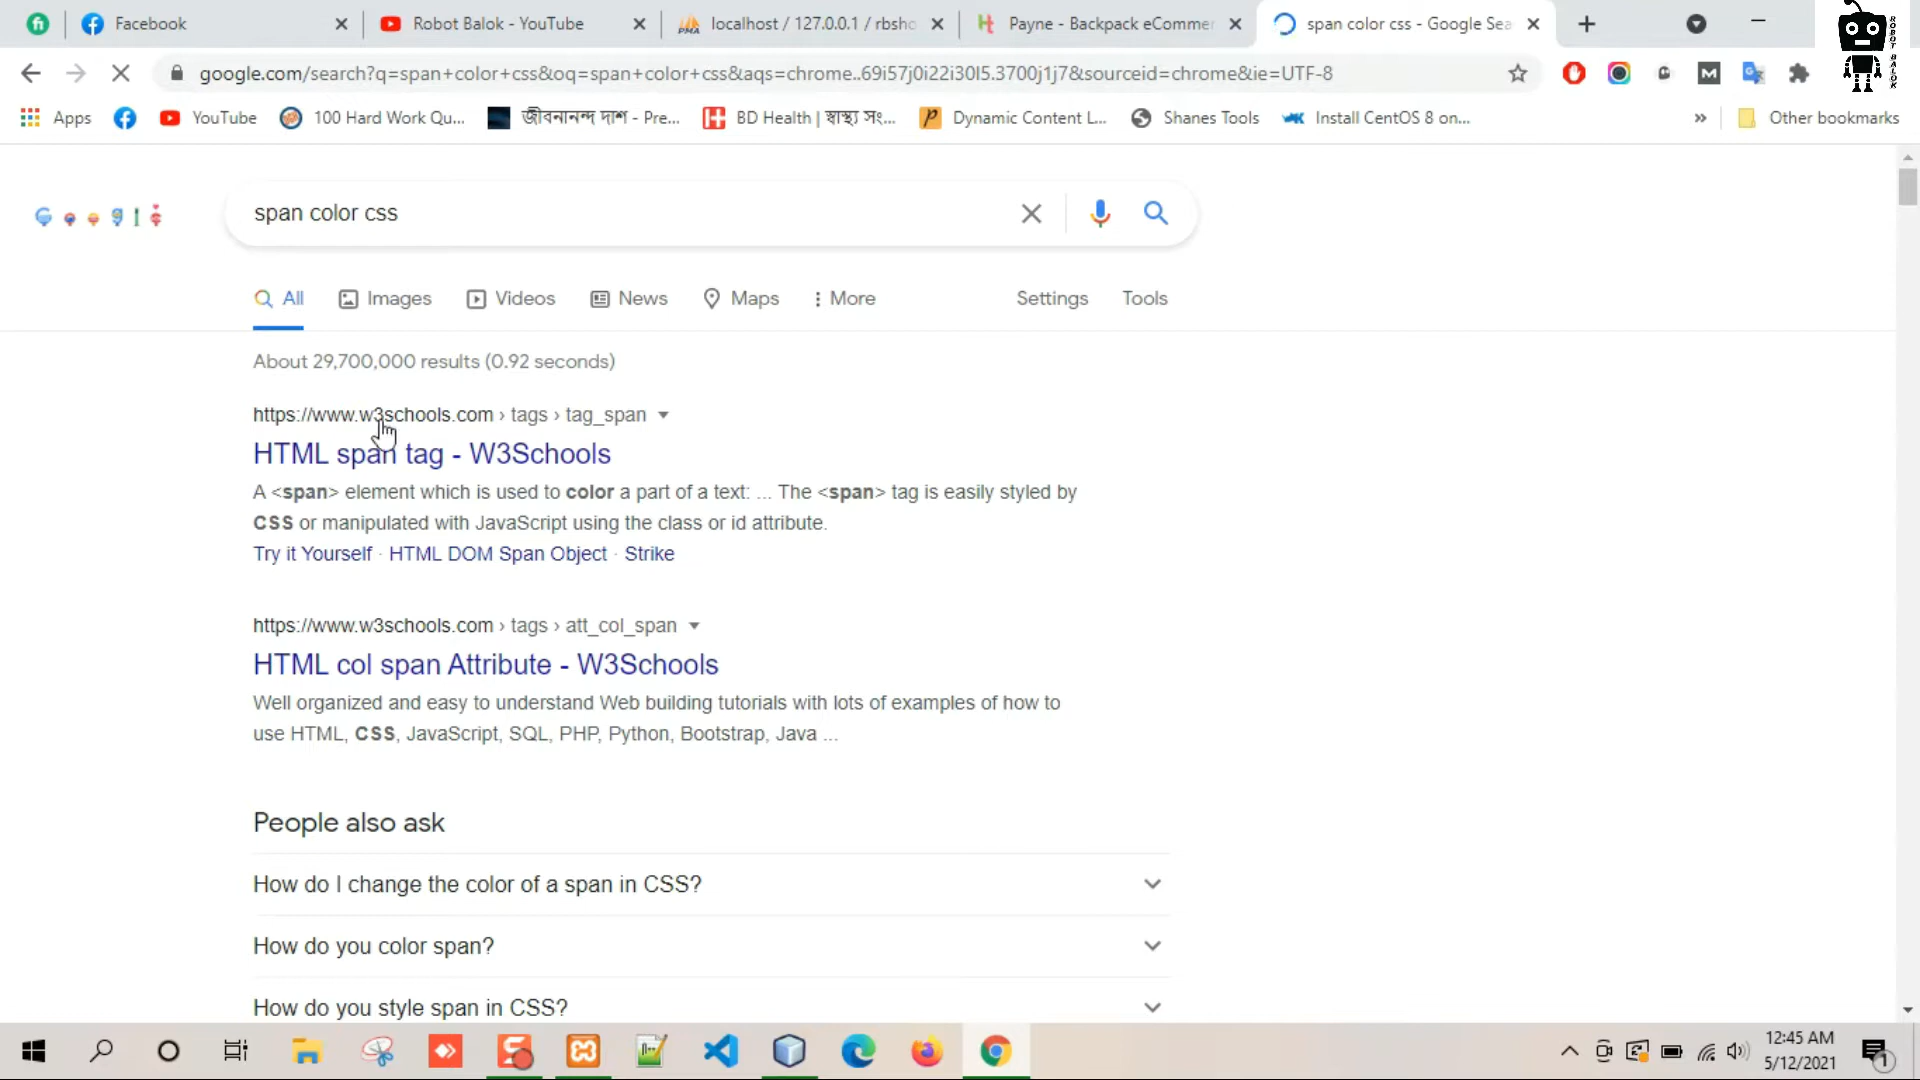 Facebook
Robot Balok - YouTube
localhost / 127.0.0.1 / rbsho
Payne - Backpack eCommer
span color css - Google Sea
ROBOT BALOK
google.com/search?q=span+color+css&oq=span+color+css&aqs=chrome..69i57j0i22i30l5.3700j1j7&sourceid=chrome&ie=UTF-8
Apps
YouTube
100 Hard Work Qu...
জীবনানন্দ দাশ - Pre...
BD Health | স্বাস্থ্য সং...
Dynamic Content L...
Shanes Tools
Install CentOS 8 on...
»
Other bookmarks
span color css
All
Images
Videos
News
Maps
More
Settings
Tools
About 29,700,000 results (0.92 seconds)
https://www.w3schools.com › tags › tag_span
HTML span tag - W3Schools
A <span> element which is used to color a part of a text: ... The <span> tag is easily styled by
CSS or manipulated with JavaScript using the class or id attribute.
Try it Yourself · HTML DOM Span Object · Strike
https://www.w3schools.com › tags › att_col_span
HTML col span Attribute - W3Schools
Well organized and easy to understand Web building tutorials with lots of examples of how to
use HTML, CSS, JavaScript, SQL, PHP, Python, Bootstrap, Java ...
People also ask
How do I change the color of a span in CSS?
How do you color span?
How do you style span in CSS?
12:45 AM
5/12/2021
1